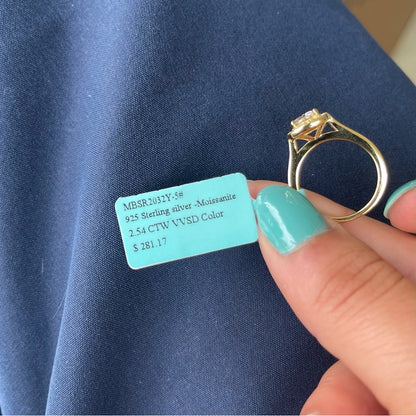 MBSR2032Y-5#
925 Sterling silver -Moissanite
2.54 CTW VVSD Color
$ 281.17